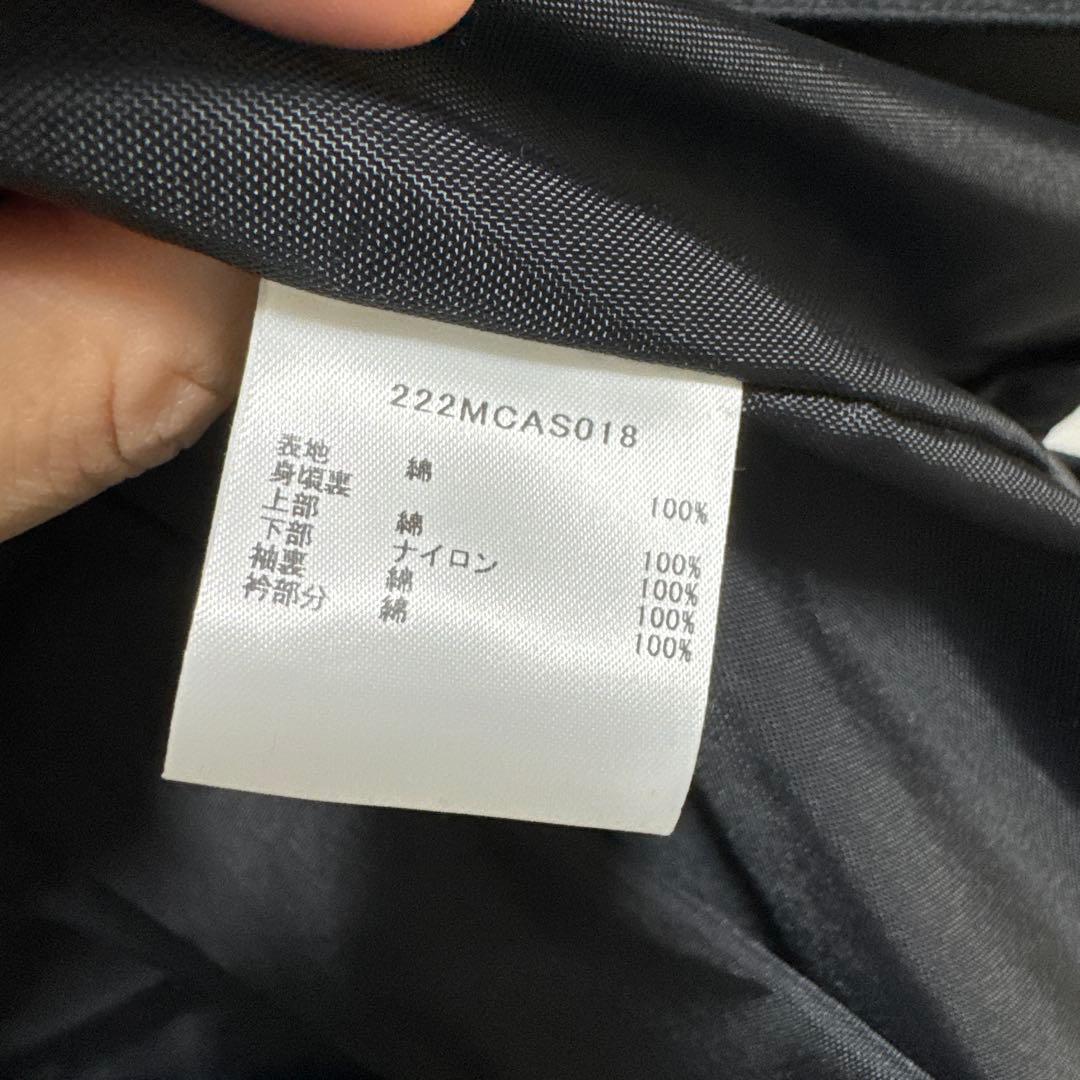 222MCAS018
表地 綿 100%
身頃裏
上部 綿 100%
下部 ナイロン 100%
袖裏 綿 100%
衿部分 綿 100%